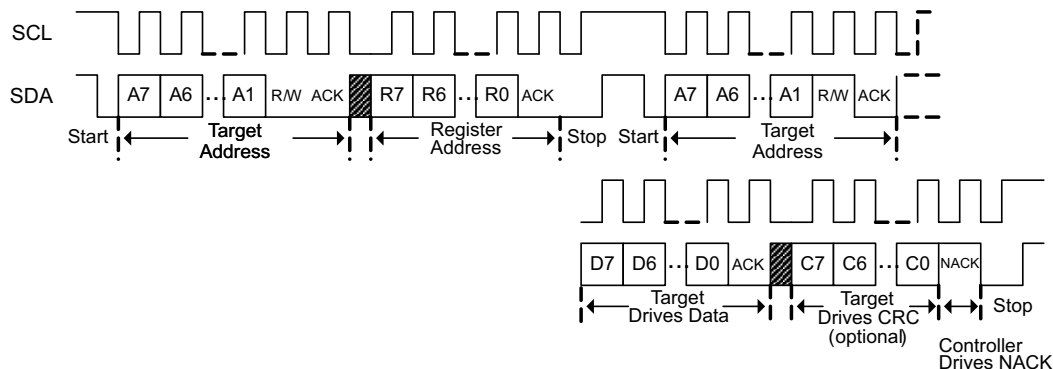 SCL
SDA
A7 A6 ... A1 R/W ACK R7 R6 ... R0 ACK A7 A6 ... A1 R/W ACK
Start Target Address Register Address Stop Start Target Address
D7 D6 ... D0 ACK C7 C6 ... C0 NACK
Target Drives Data Target Drives CRC (optional) Stop
Controller Drives NACK